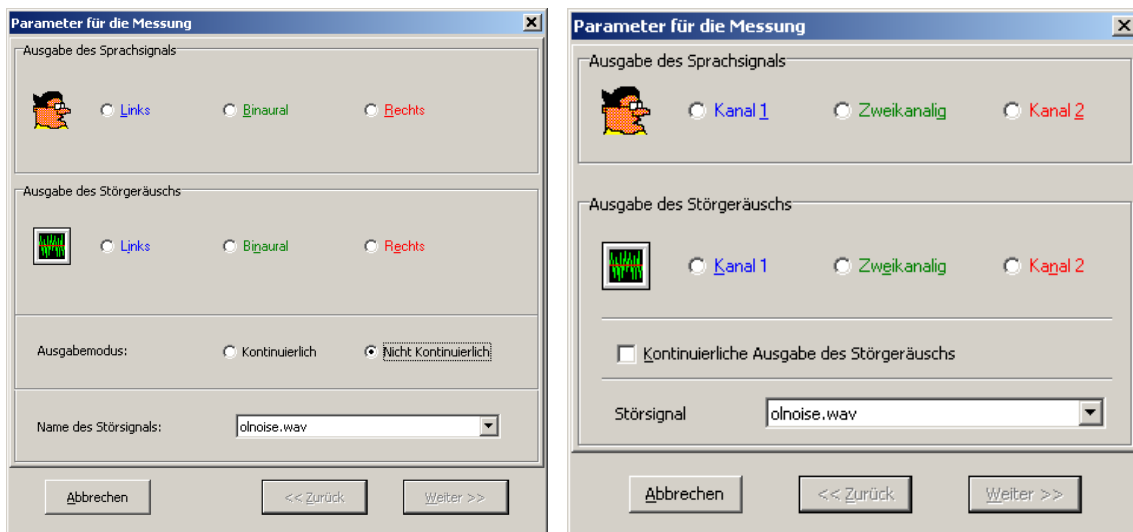 Parameter für die Messung
Ausgabe des Sprachsignals
Links Binaural Rechts
Ausgabe des Störgeräuschs
Links Binaural Rechts
Ausgabemodus: Kontinuierlich Nicht Kontinuierlich
Name des Störsignals: olnoise.wav
Abbrechen << Zurück Weiter >>
Parameter für die Messung
Ausgabe des Sprachsignals
Kanal 1 Zweikanalig Kanal 2
Ausgabe des Störgeräuschs
Kanal 1 Zweikanalig Kanal 2
Kontinuierliche Ausgabe des Störgeräuschs
Störsignal olnoise.wav
Abbrechen << Zurück Weiter >>